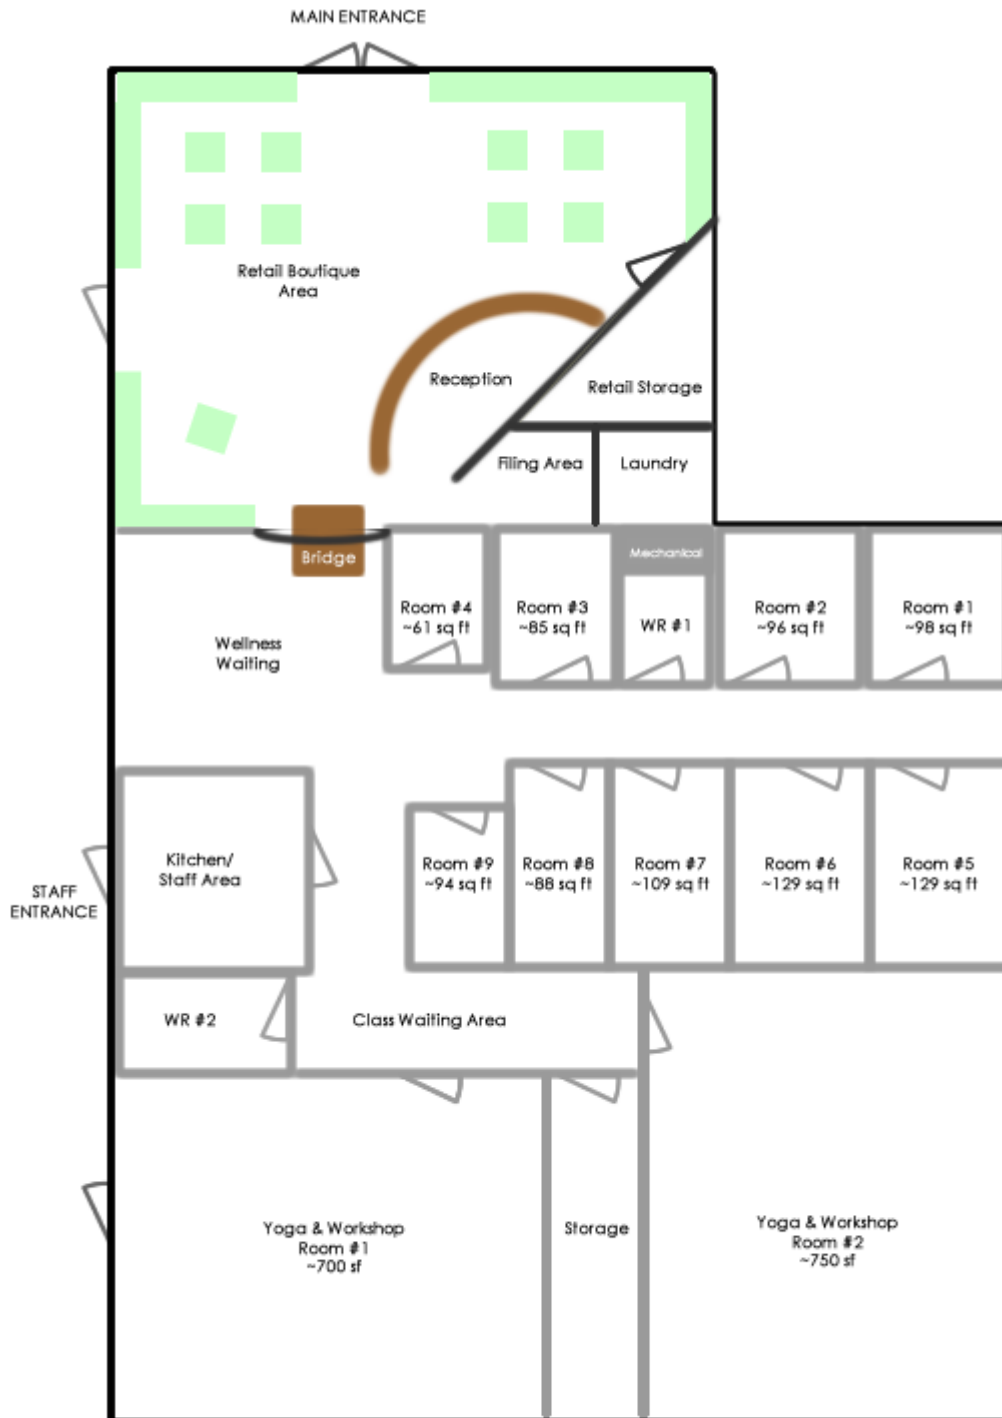 MAIN ENTRANCE
Retail Boutique
Area
Reception
Retail Storage
Filing Area
Laundry
Bridge
Mechanical
Room #4
~61 sq ft
Room #3
~85 sq ft
WR #1
Room #2
~96 sq ft
Room #1
~98 sq ft
Wellness
Waiting
Kitchen/
Staff Area
STAFF
ENTRANCE
Room #9
~94 sq ft
Room #8
~88 sq ft
Room #7
~109 sq ft
Room #6
~129 sq ft
Room #5
~129 sq ft
WR #2
Class Waiting Area
Yoga & Workshop
Room #1
~700 sf
Storage
Yoga & Workshop
Room #2
~750 sf